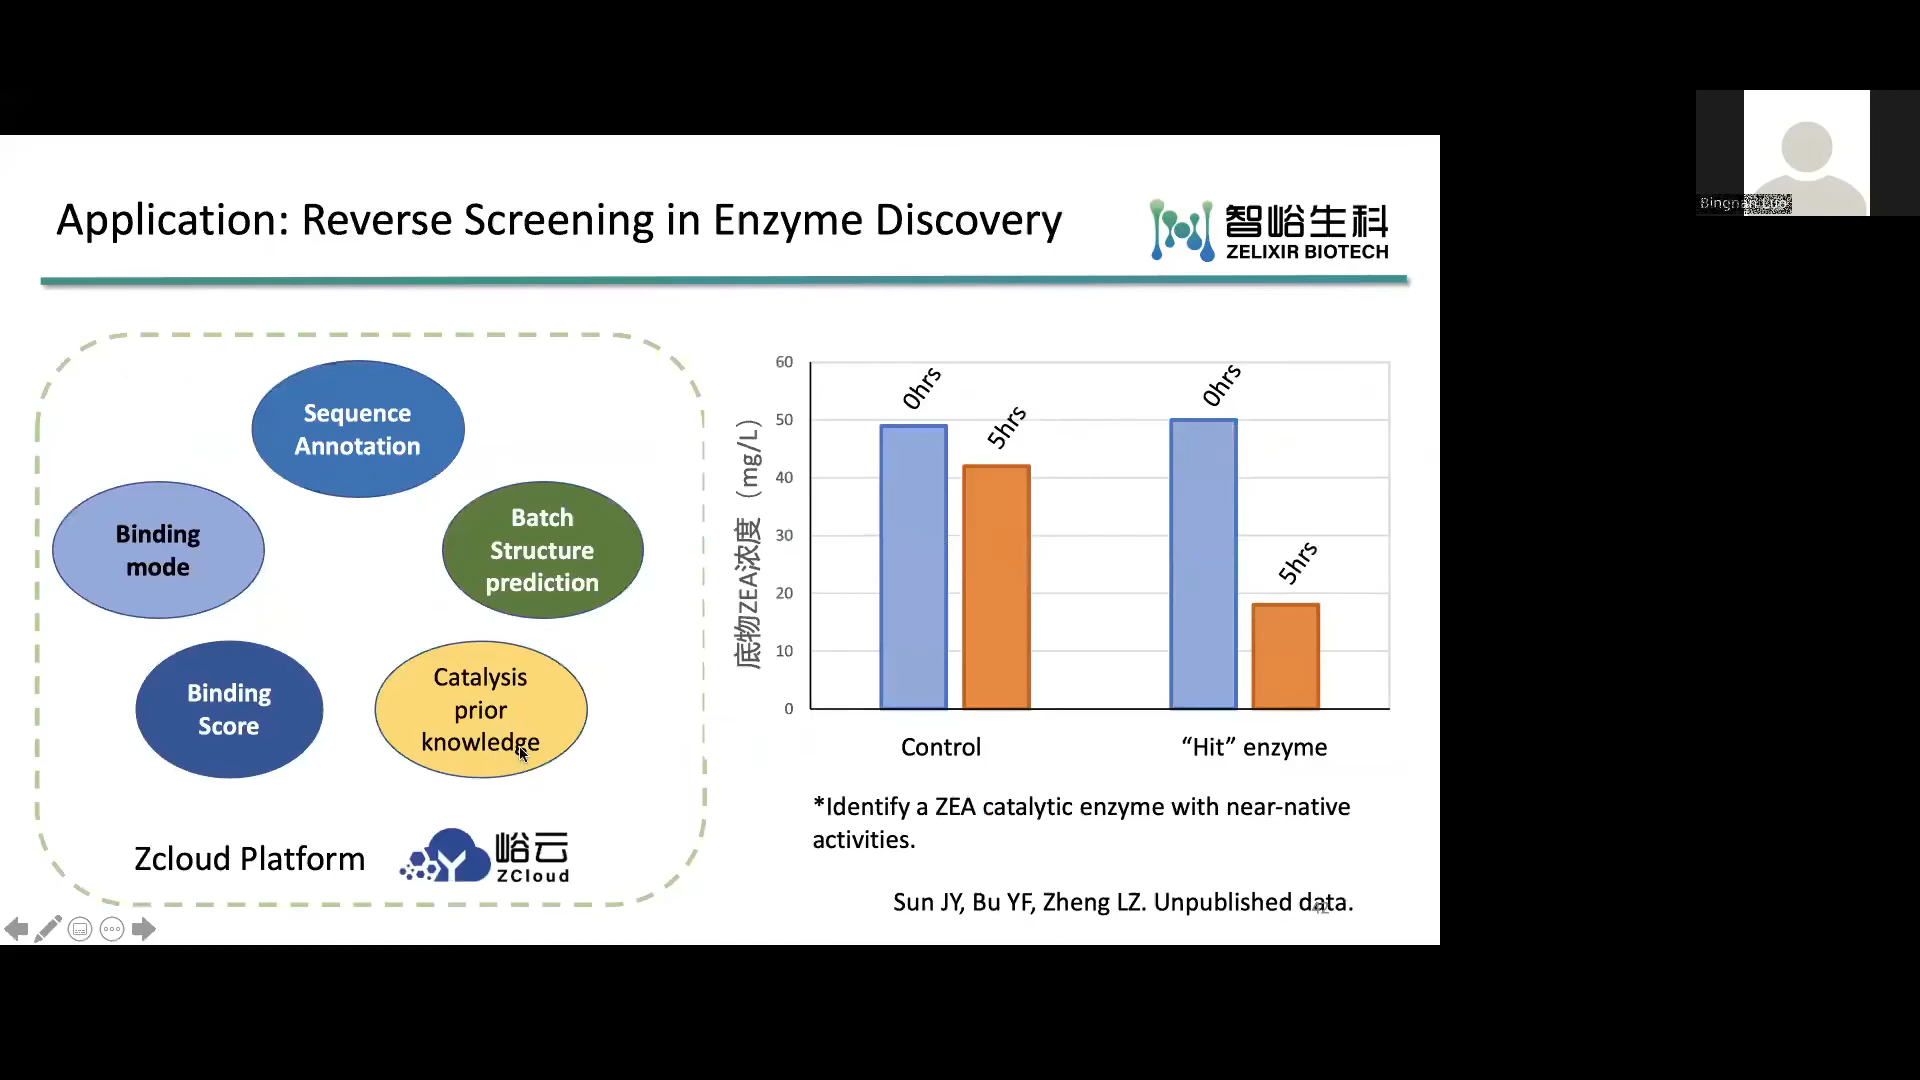 Application: Reverse Screening in Enzyme Discovery
智峪生科
ZELIXIR BIOTECH
Sequence
Annotation
Binding
mode
Batch
Structure
prediction
Binding
Score
Catalysis
prior
knowledge
Zcloud Platform
峪云
ZCloud
底物ZEA浓度 (mg/L)
60
50
40
30
20
10
0
0hrs
5hrs
0hrs
5hrs
Control
“Hit” enzyme
*Identify a ZEA catalytic enzyme with near-native
activities.
Sun JY, Bu YF, Zheng LZ. Unpublished data.
42
Bingnan Luo